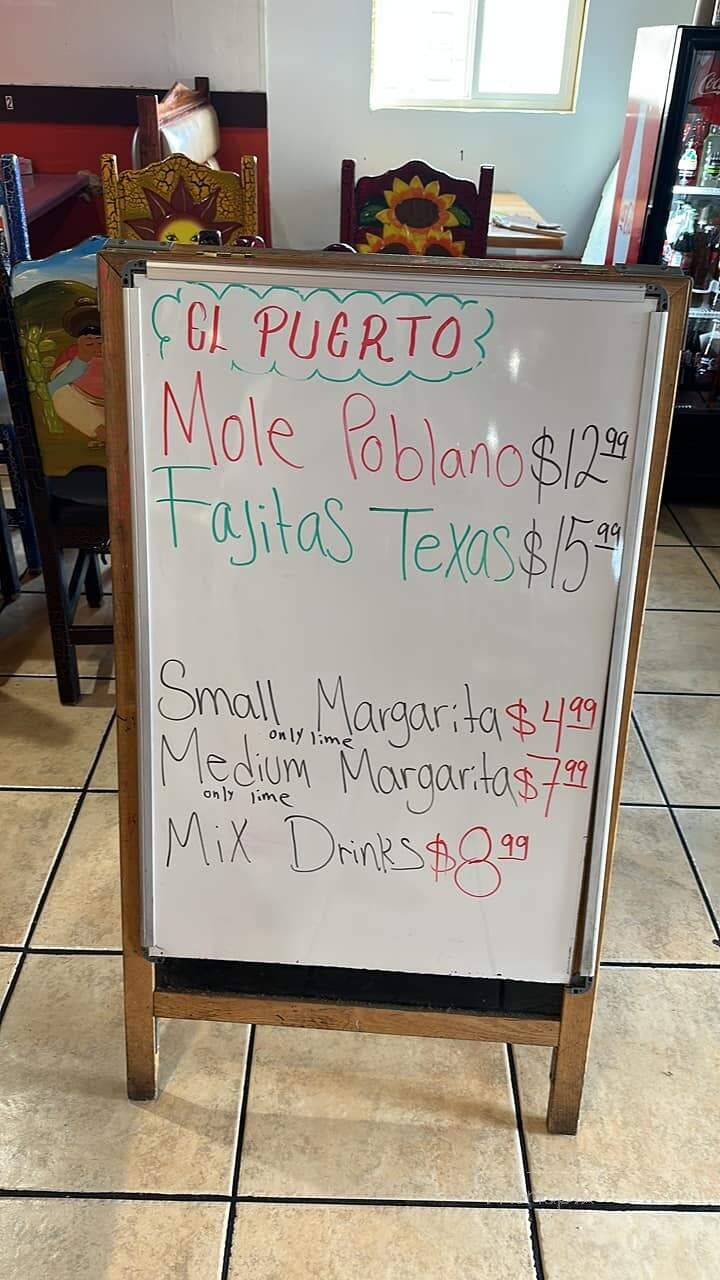 EL PUERTO
Mole Poblano $12.99
Fajitas Texas $15.99
Small Margarita $4.99
only lime
Medium Margarita $7.99
only lime
Mix Drinks $8.99